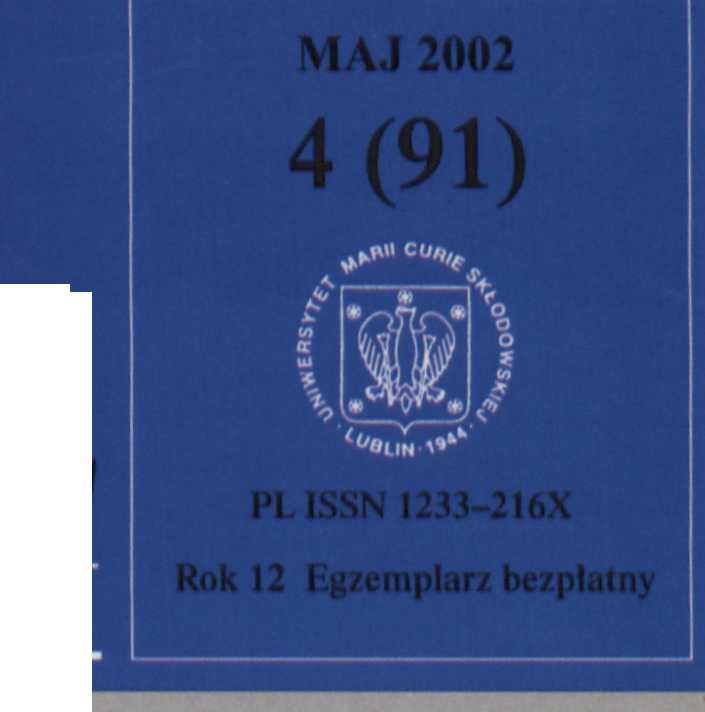 MAJ 2002
4 (91)
UNIWERSYTET MARII CURIE SKŁODOWSKIEJ
· LUBLIN · 1944 ·
PL ISSN 1233–216X
Rok 12 Egzemplarz bezpłatny